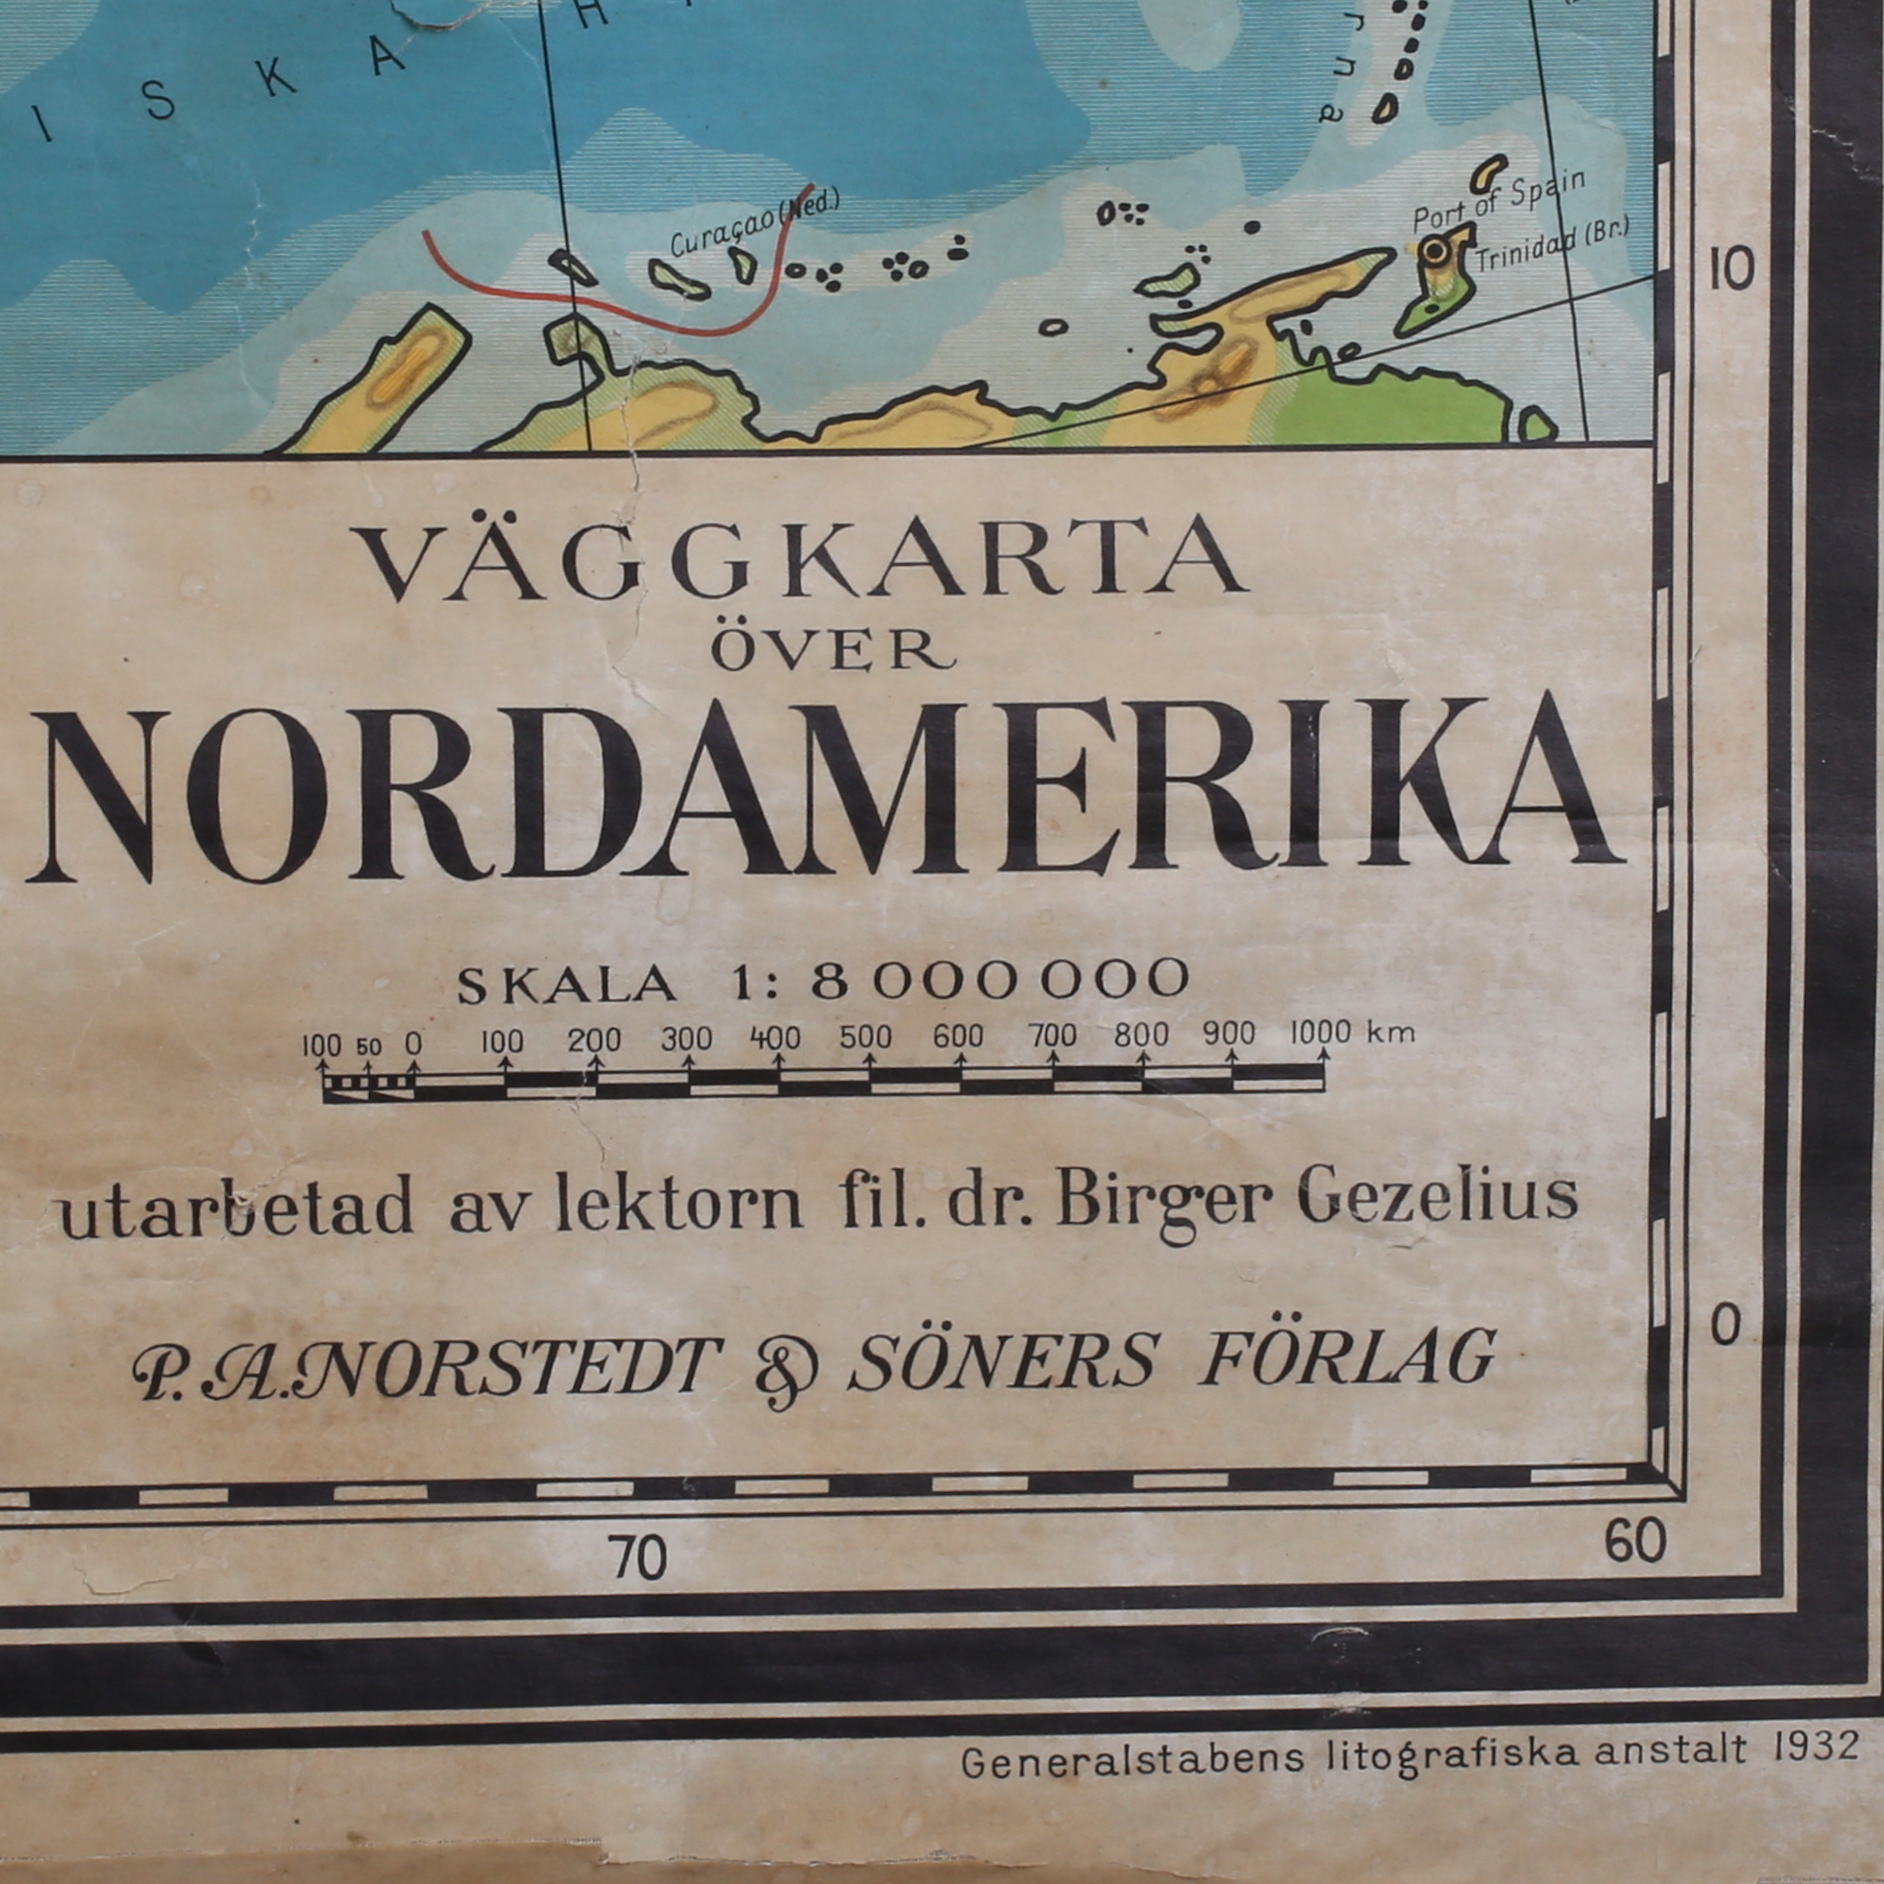 I S K A H
r n a
Curaçao (Ned.)
Port of Spain
Trinidad (Br.)
10
VÄGGKARTA
ÖVER
NORDAMERIKA
SKALA 1: 8 000 000
100 50 0 100 200 300 400 500 600 700 800 900 1000 km
utarbetad av lektorn fil. dr. Birger Gezelius
P. A. NORSTEDT & SÖNERS FÖRLAG
0
70 60
Generalstabens litografiska anstalt 1932